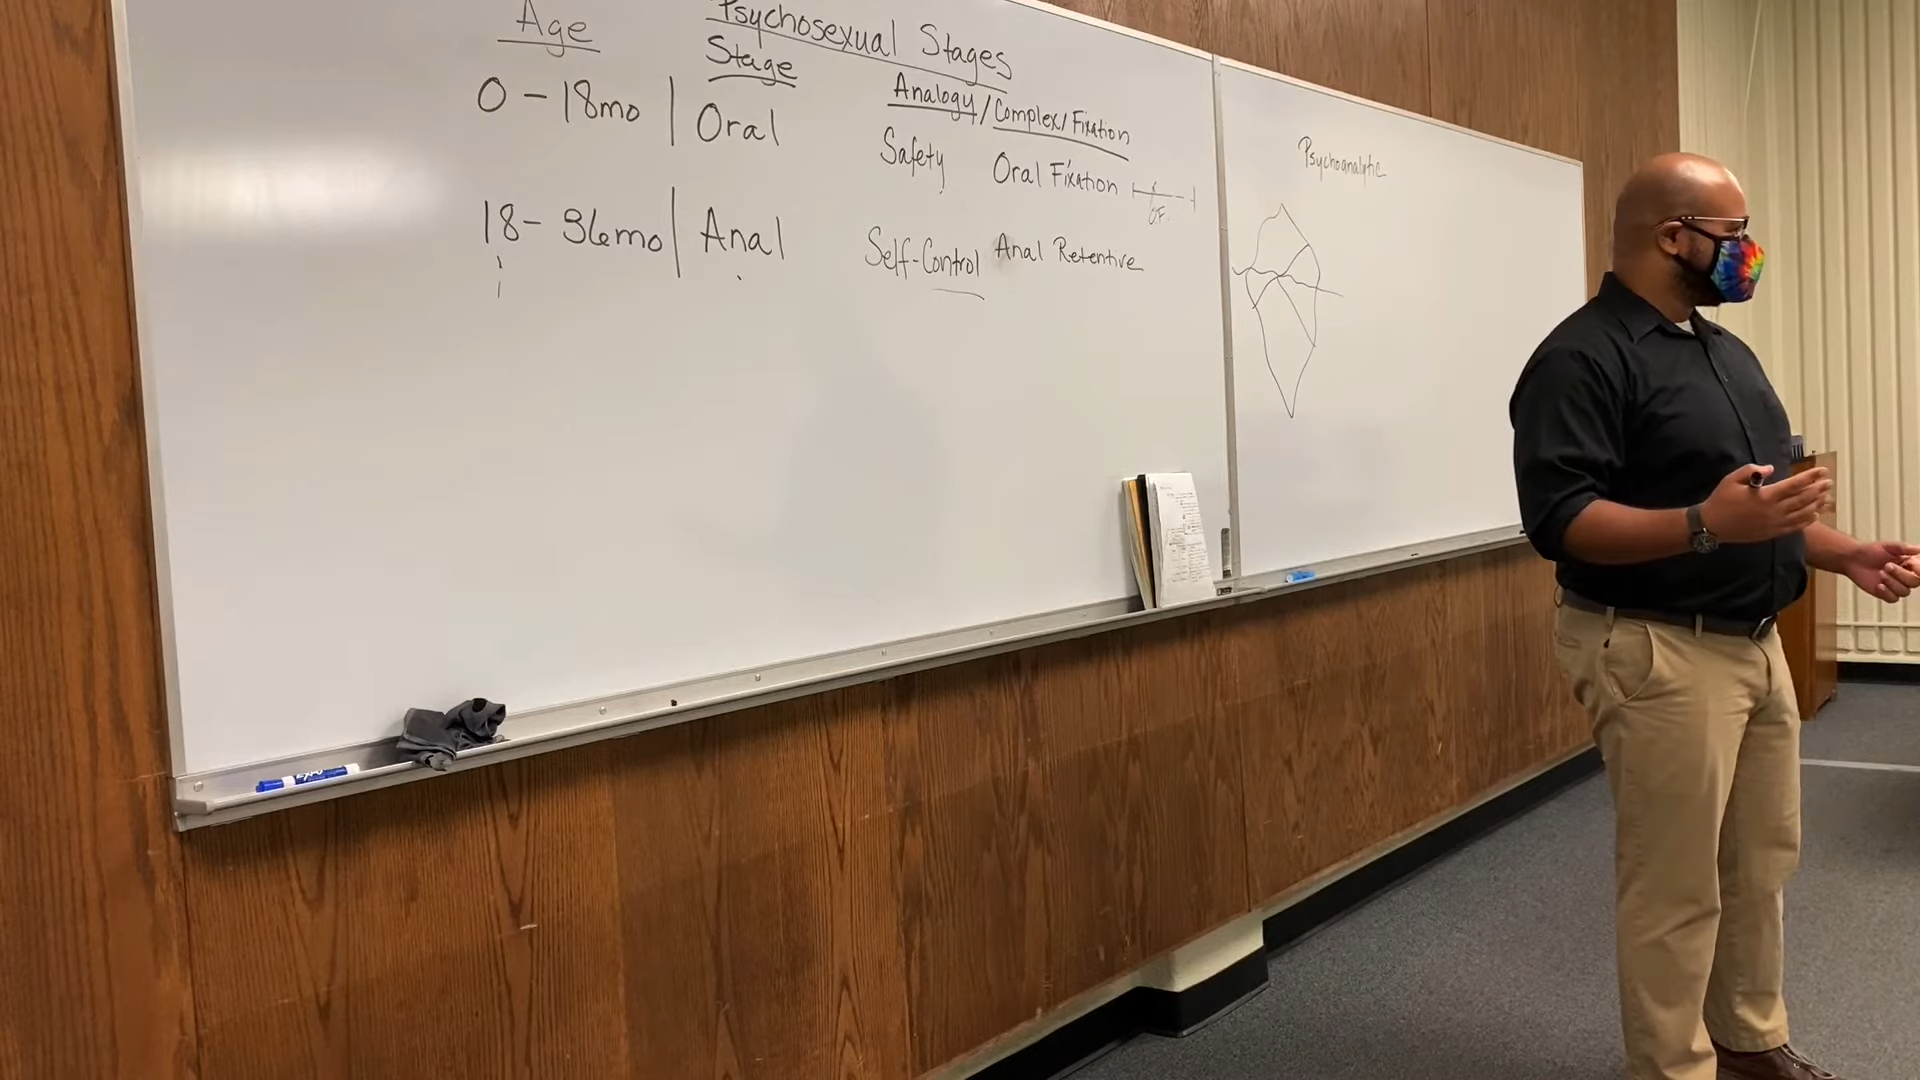 Psychosexual Stages
Age Stage Analogy/Complex/Fixation
0-18mo | Oral Safety Oral Fixation
O.F.
18-36mo | Anal Self-Control Anal Retentive
Psychoanalytic
EXPO